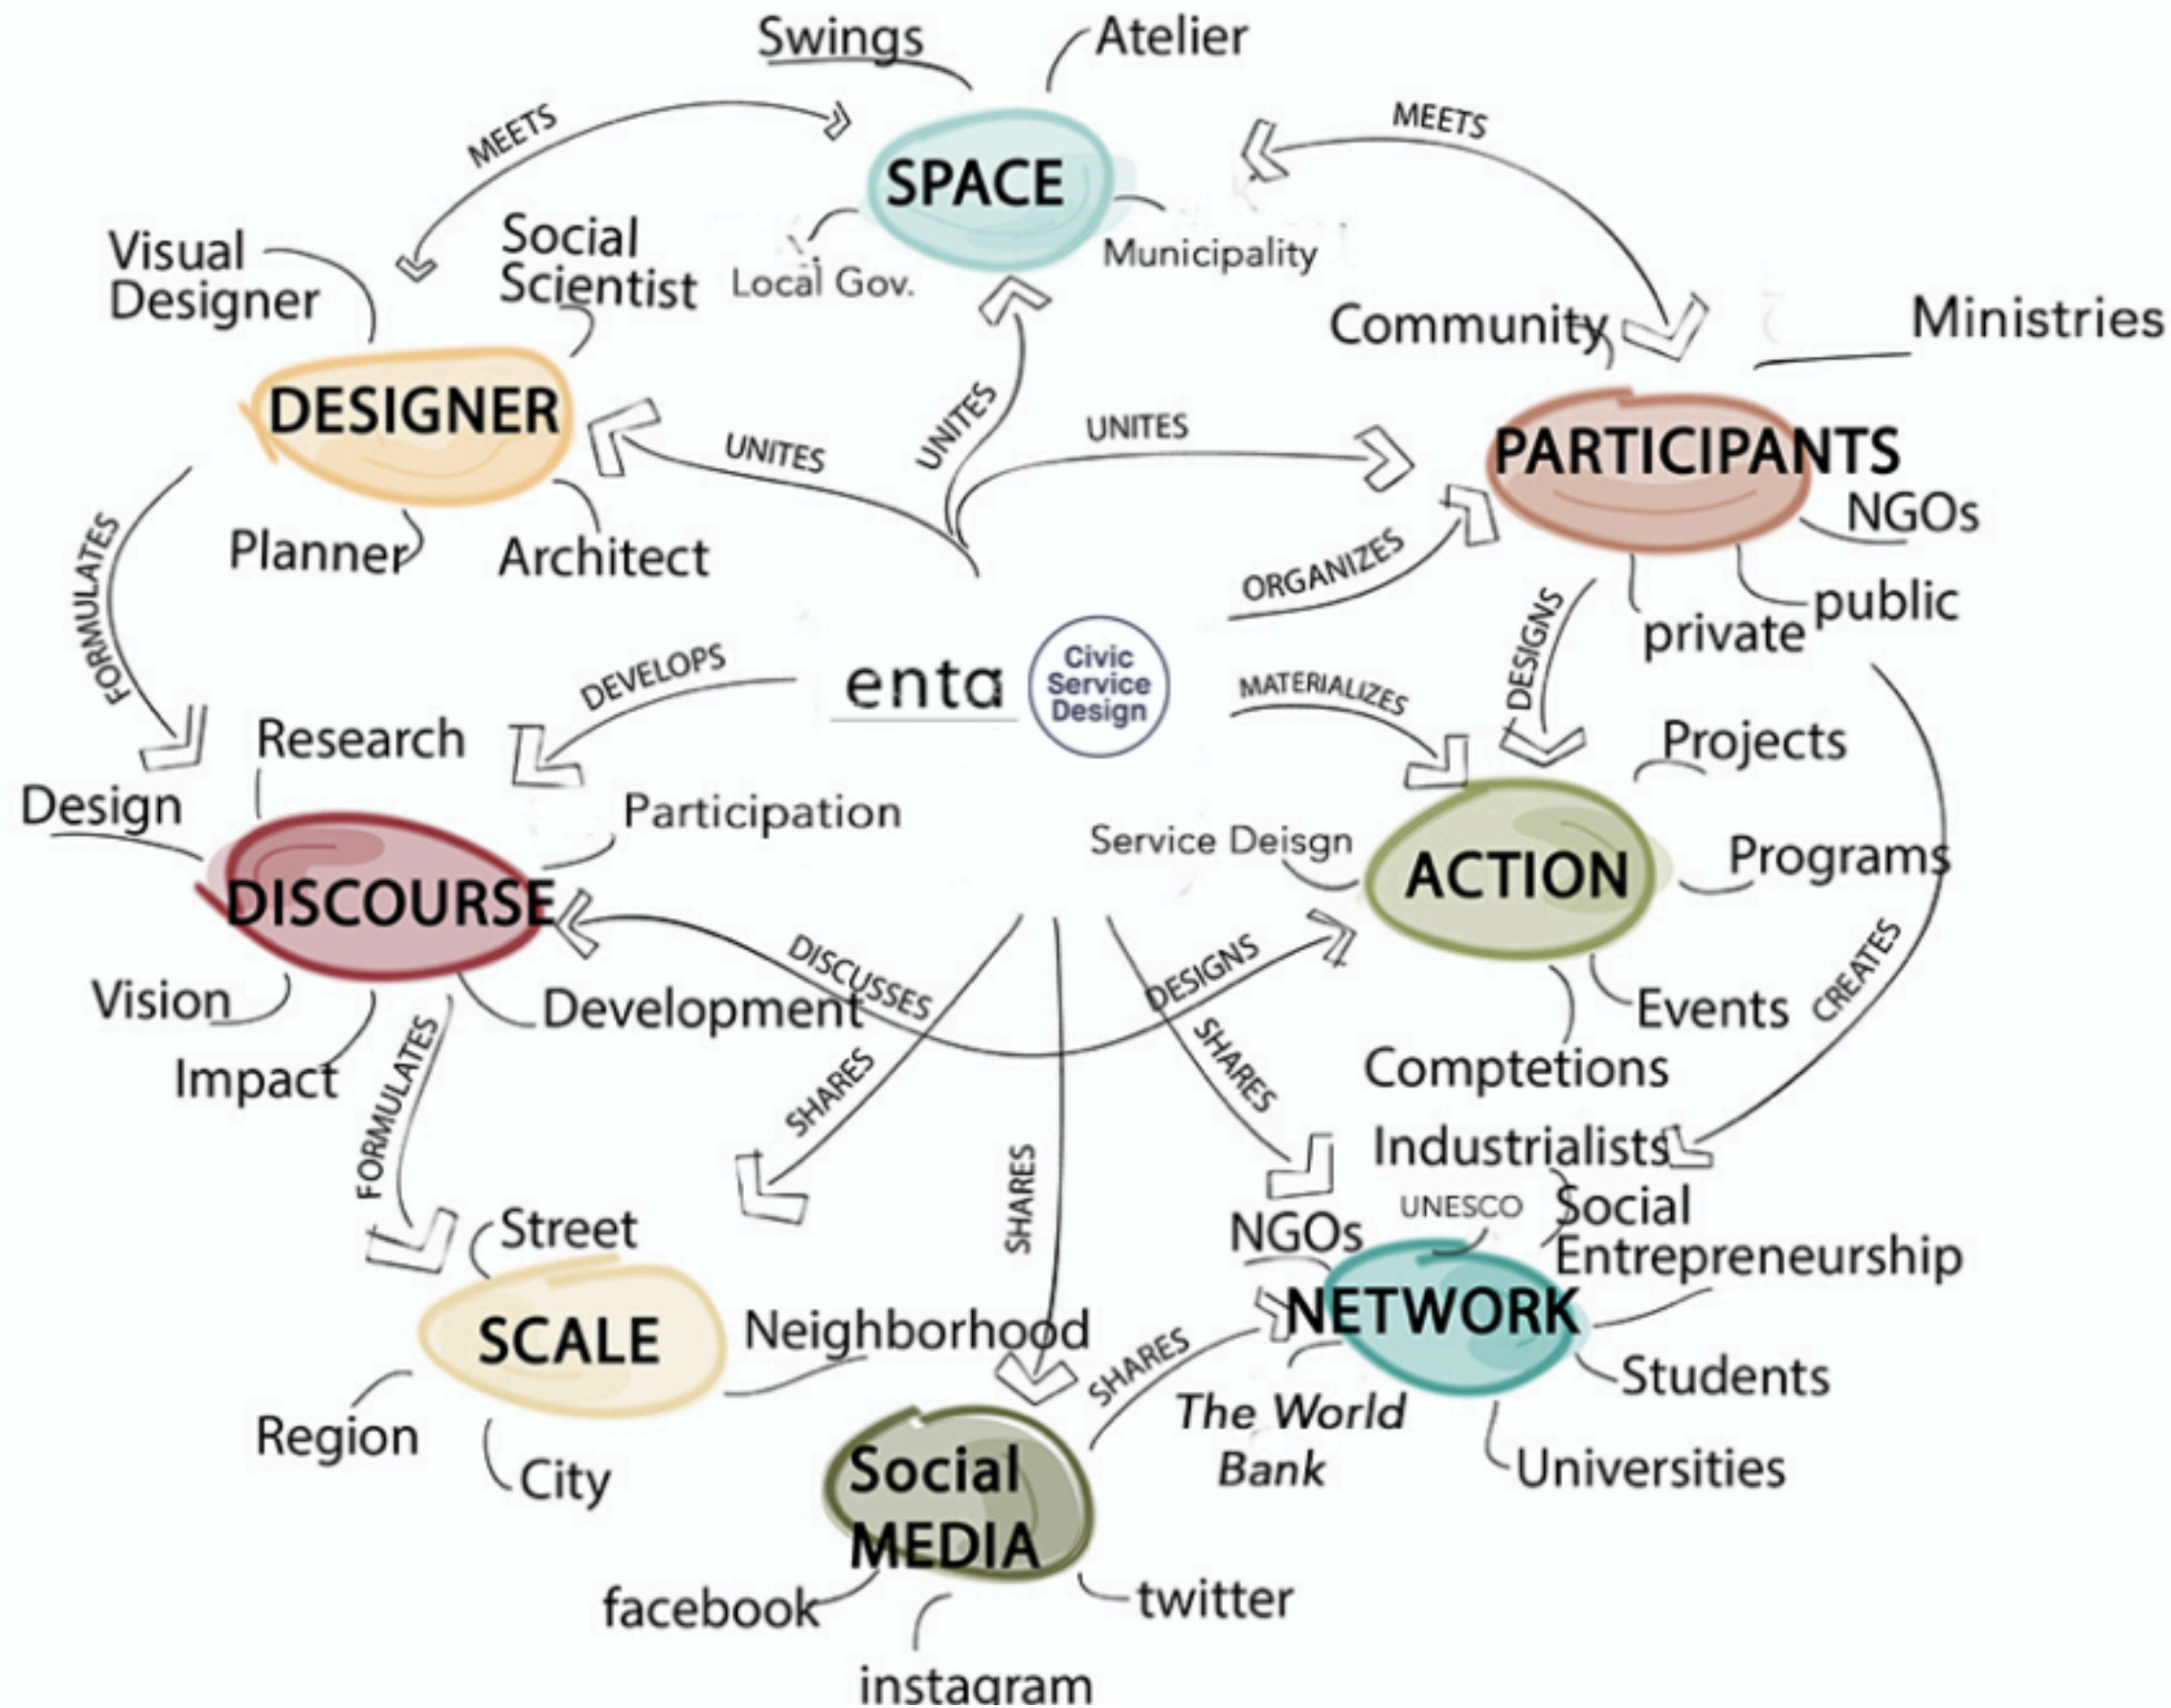 Swings
Atelier
MEETS
MEETS
SPACE
Visual
Designer
Social
Scientist
Local Gov.
Municipality
Community
Ministries
DESIGNER
UNITES
UNITES
UNITES
PARTICIPANTS
NGOs
Planner
Architect
FORMULATES
ORGANIZES
DESIGNS
private
public
DEVELOPS
enta
Civic
Service
Design
MATERIALIZES
Research
Projects
Design
Participation
Service Deisgn
Programs
DISCOURSE
ACTION
DISCUSSES
DESIGNS
CREATES
Vision
Development
Events
Impact
FORMULATES
SHARES
SHARES
SHARES
Comptetions
Industrialists
UNESCO
Social
Entrepreneurship
NGOs
Street
SCALE
Neighborhood
NETWORK
SHARES
Students
The World
Bank
Region
City
Universities
Social
MEDIA
facebook
twitter
instagram